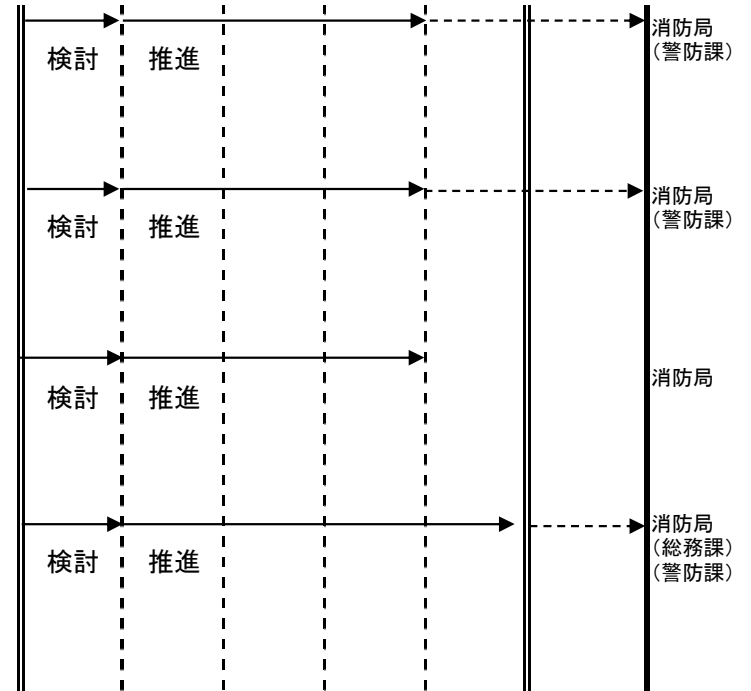 検討 推進 消防局
（警防課）
検討 推進 消防局
（警防課）
検討 推進 消防局
検討 推進 消防局
（総務課）
（警防課）